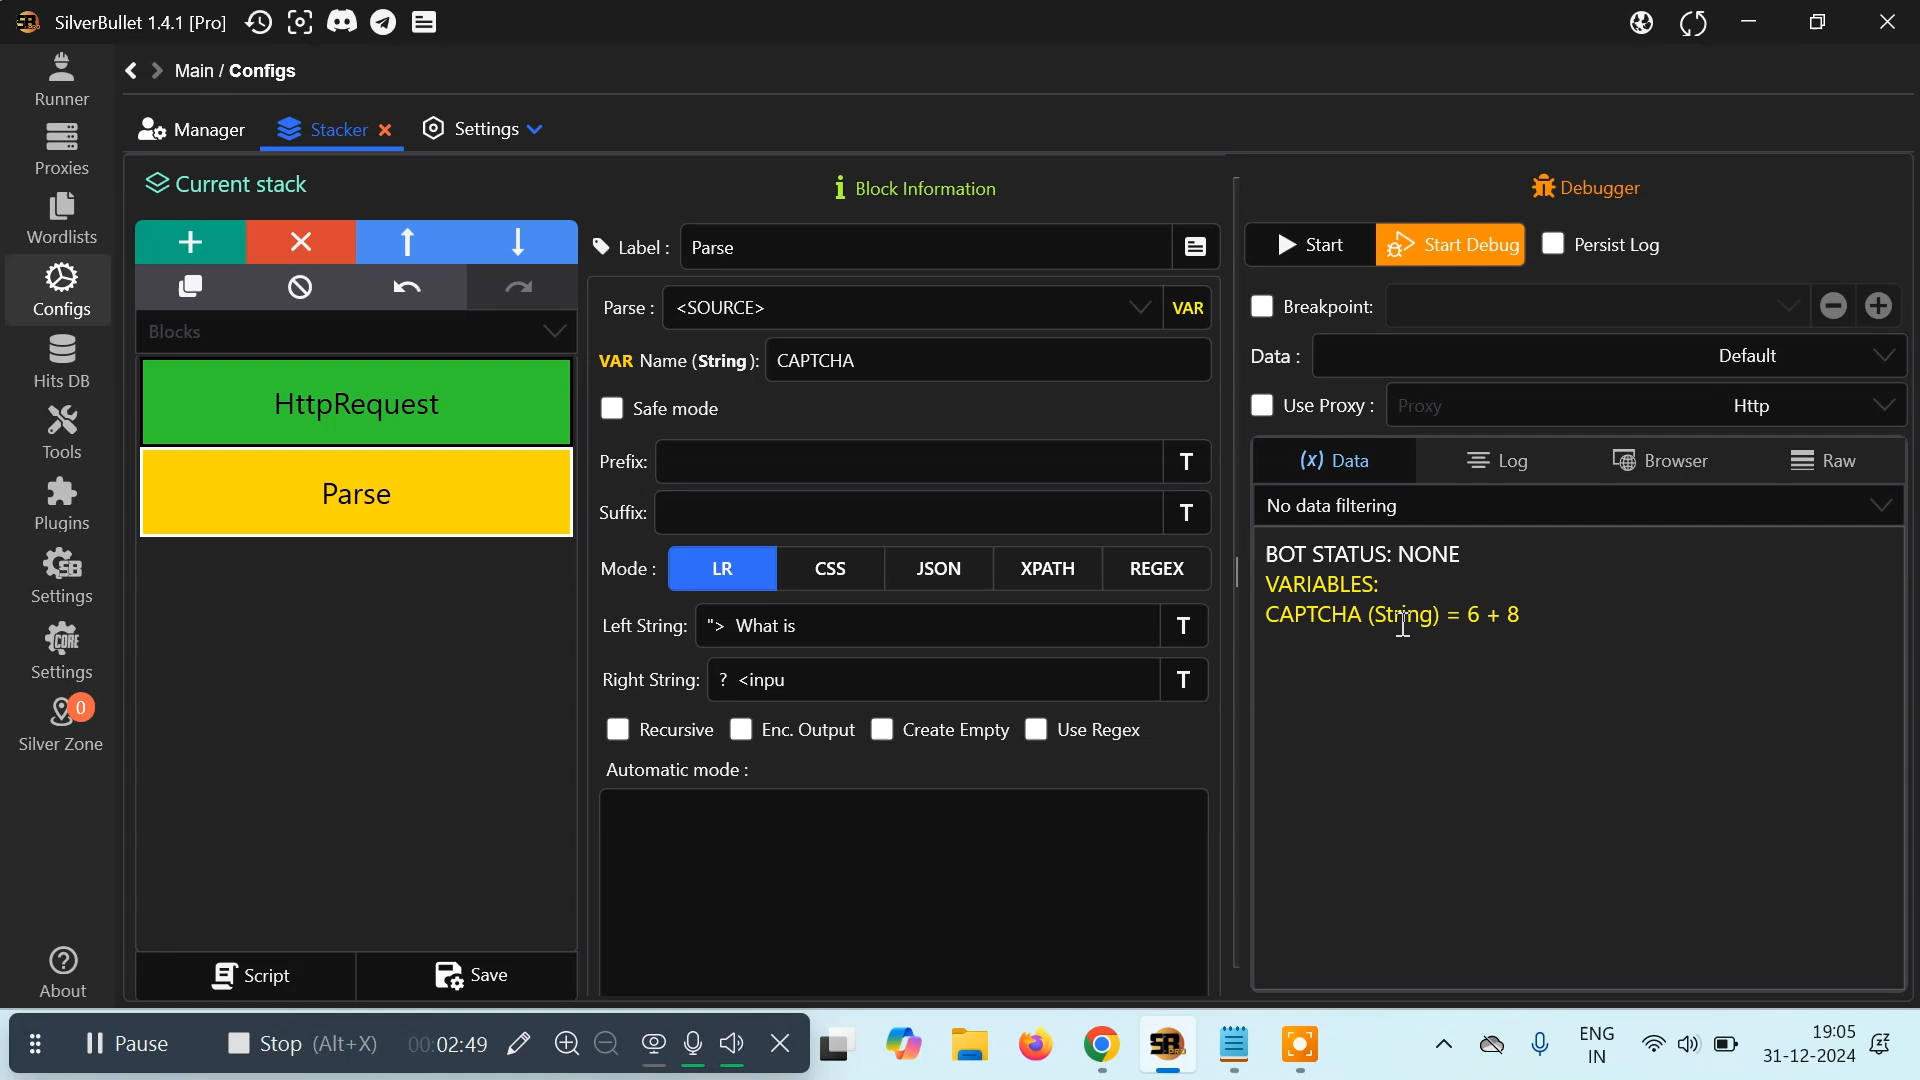 SilverBullet 1.4.1 [Pro]
Main / Configs
Runner
Proxies
Wordlists
Configs
Hits DB
Tools
Plugins
Settings
CORE
Settings
0
Silver Zone
About
Manager
Stacker
Settings
Current stack
Blocks
HttpRequest
Parse
Script
Save
Block Information
Label :
Parse
Parse :
<SOURCE>
VAR
VAR Name (String):
CAPTCHA
Safe mode
Prefix:
T
Suffix:
T
Mode :
LR
CSS
JSON
XPATH
REGEX
Left String:
"> What is
T
Right String:
? <inpu
T
Recursive
Enc. Output
Create Empty
Use Regex
Automatic mode :
Debugger
Start
Start Debug
Persist Log
Breakpoint:
Data :
Default
Use Proxy :
Proxy
Http
(x) Data
Log
Browser
Raw
No data filtering
BOT STATUS: NONE
VARIABLES:
CAPTCHA (String) = 6 + 8
Pause
Stop (Alt+X)
00:02:49
ENG
IN
19:05
31-12-2024